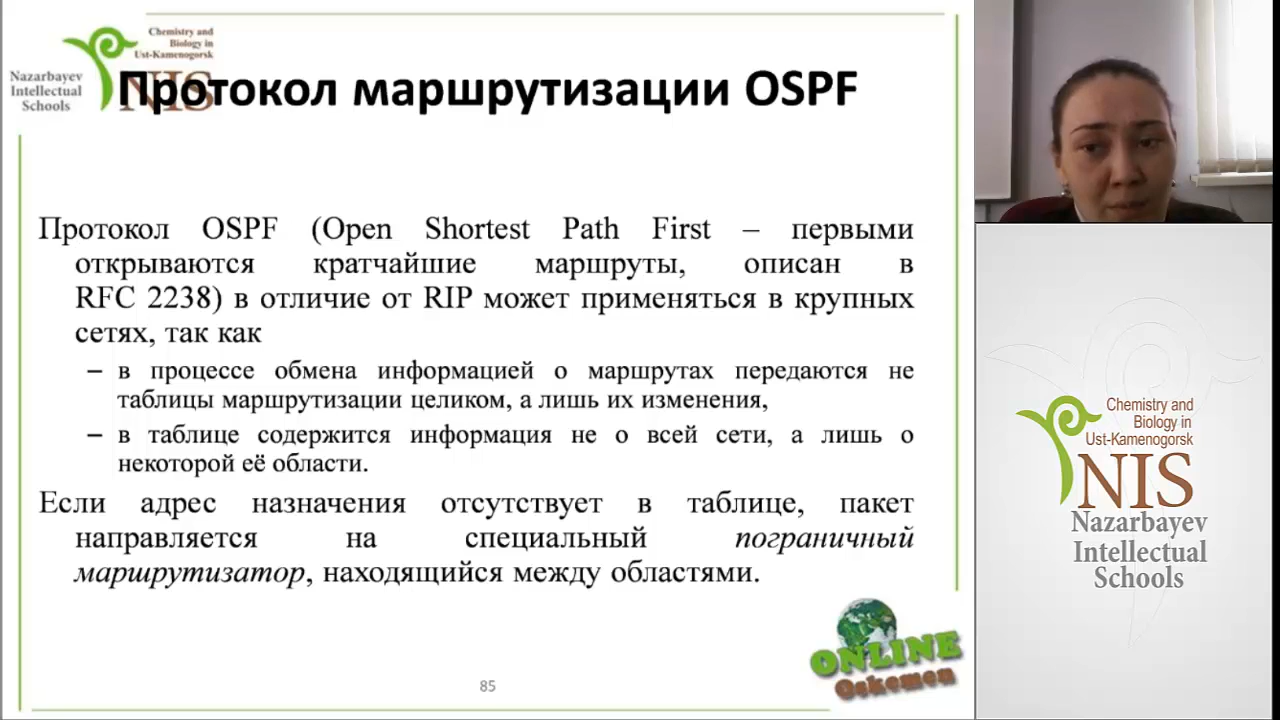 Chemistry and
Biology in
Ust-Kamenogorsk
Nazarbayev
Intellectual
Schools
NIS
Протокол маршрутизации OSPF
Протокол OSPF (Open Shortest Path First – первыми
открываются кратчайшие маршруты, описан в
RFC 2238) в отличие от RIP может применяться в крупных
сетях, так как
– в процессе обмена информацией о маршрутах передаются не
таблицы маршрутизации целиком, а лишь их изменения,
– в таблице содержится информация не о всей сети, а лишь о
некоторой её области.
Если адрес назначения отсутствует в таблице, пакет
направляется на специальный пограничный
маршрутизатор, находящийся между областями.
85
ONLINE
Oskemen
Chemistry and
Biology in
Ust-Kamenogorsk
NIS
Nazarbayev
Intellectual
Schools